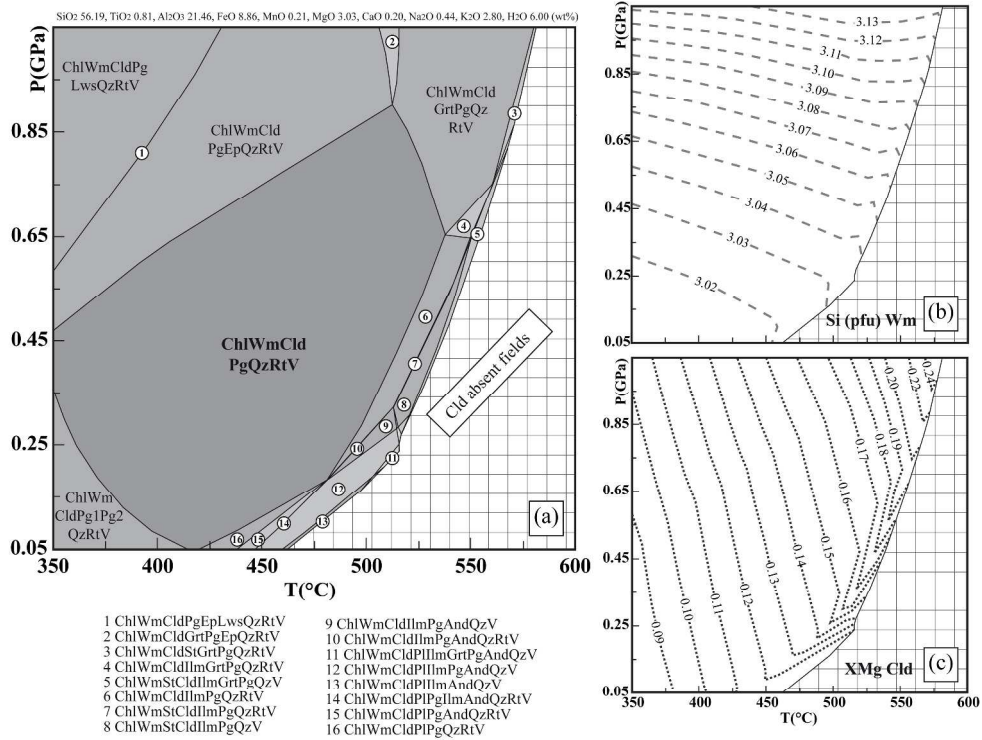 SiO2 56.19, TiO2 0.81, Al2O3 21.46, FeO 8.86, MnO 0.21, MgO 3.03, CaO 0.20, Na2O 0.44, K2O 2.80, H2O 6.00 (wt%)
P(GPa)
0.85
0.65
0.45
0.25
0.05
350
400
450
500
550
600
T(°C)
ChlWmCldPg
LwsQzRtV
1
ChlWmCld
PgEpQzRtV
2
ChlWmCld
GrtPgQz
RtV
3
4
5
6
7
8
9
10
11
12
13
14
15
16
ChlWmCld
PgQzRtV
Cld absent fields
ChlWm
CldPg1Pg2
QzRtV
(a)
1 ChlWmCldPgEpLwsQzRtV
2 ChlWmCldGrtPgEpQzRtV
3 ChlWmCldStGrtPgQzRtV
4 ChlWmCldIlmGrtPgQzRtV
5 ChlWmStCldIlmGrtPgQzV
6 ChlWmCldIlmPgQzRtV
7 ChlWmStCldIlmPgQzRtV
8 ChlWmStCldIlmPgQzV
9 ChlWmCldIlmPgAndQzV
10 ChlWmCldIlmPgAndQzRtV
11 ChlWmCldPlIlmGrtPgAndQzV
12 ChlWmCldPlIlmPgAndQzV
13 ChlWmCldPlIlmAndQzV
14 ChlWmCldPlPgIlmAndQzRtV
15 ChlWmCldPlPgAndQzRtV
16 ChlWmCldPlPgQzRtV
P(GPa)
0.85
0.65
0.45
0.25
0.05
3.13
3.12
3.11
3.10
3.09
3.08
3.07
3.06
3.05
3.04
3.03
3.02
Si (pfu) Wm
(b)
P(GPa)
0.85
0.65
0.45
0.25
0.05
0.09
0.10
0.11
0.12
0.13
0.14
0.15
0.16
0.17
0.18
0.19
0.20
0.22
0.24
XMg Cld
(c)
350
400
450
500
550
600
T(°C)